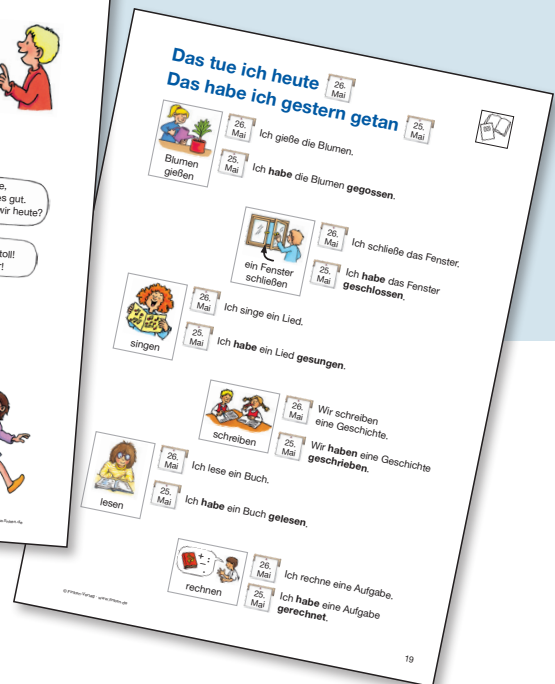 e,
es gut.
wir heute?
toll!
r!
Das tue ich heute 26. Mai
Das habe ich gestern getan 25. Mai
Blumen
gießen
26. Mai Ich gieße die Blumen.
25. Mai Ich habe die Blumen gegossen.
ein Fenster
schließen
26. Mai Ich schließe das Fenster.
25. Mai Ich habe das Fenster
geschlossen.
singen
26. Mai Ich singe ein Lied.
25. Mai Ich habe ein Lied gesungen.
schreiben
26. Mai Wir schreiben
eine Geschichte.
25. Mai Wir haben eine Geschichte
geschrieben.
lesen
26. Mai Ich lese ein Buch.
25. Mai Ich habe ein Buch gelesen.
rechnen
26. Mai Ich rechne eine Aufgabe.
25. Mai Ich habe eine Aufgabe
gerechnet.
19